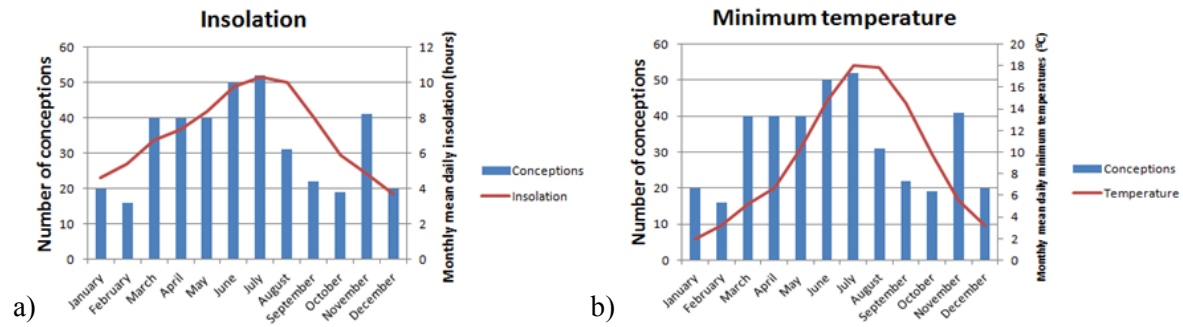 Insolation
Number of conceptions
60
50
40
30
20
10
0
12
10
8
6
4
2
0
Monthly mean daily insolation (hours)
January
February
March
April
May
June
July
August
September
October
November
December
Conceptions
Insolation
a)
Minimum temperature
Number of conceptions
60
50
40
30
20
10
0
20
18
16
14
12
10
8
6
4
2
0
Monthly mean daily minimum temperatures (ºC)
January
February
March
April
May
June
July
August
September
October
November
December
Conceptions
Temperature
b)